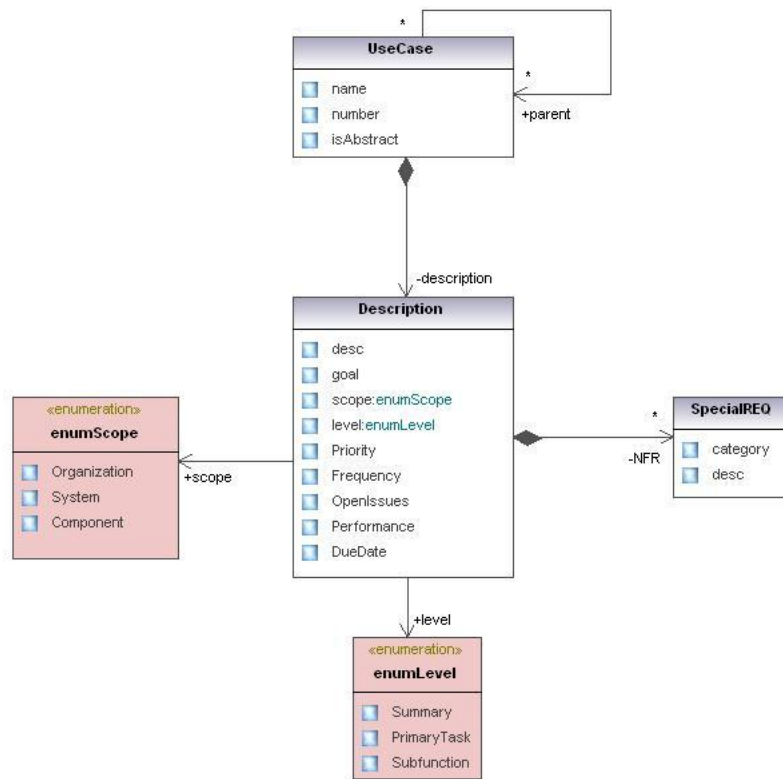 *
UseCase
name
number
isAbstract
*
+parent
-description
Description
desc
goal
scope:enumScope
level:enumLevel
Priority
Frequency
OpenIssues
Performance
DueDate
«enumeration»
enumScope
Organization
System
Component
+scope
*
-NFR
SpecialREQ
category
desc
+level
«enumeration»
enumLevel
Summary
PrimaryTask
Subfunction